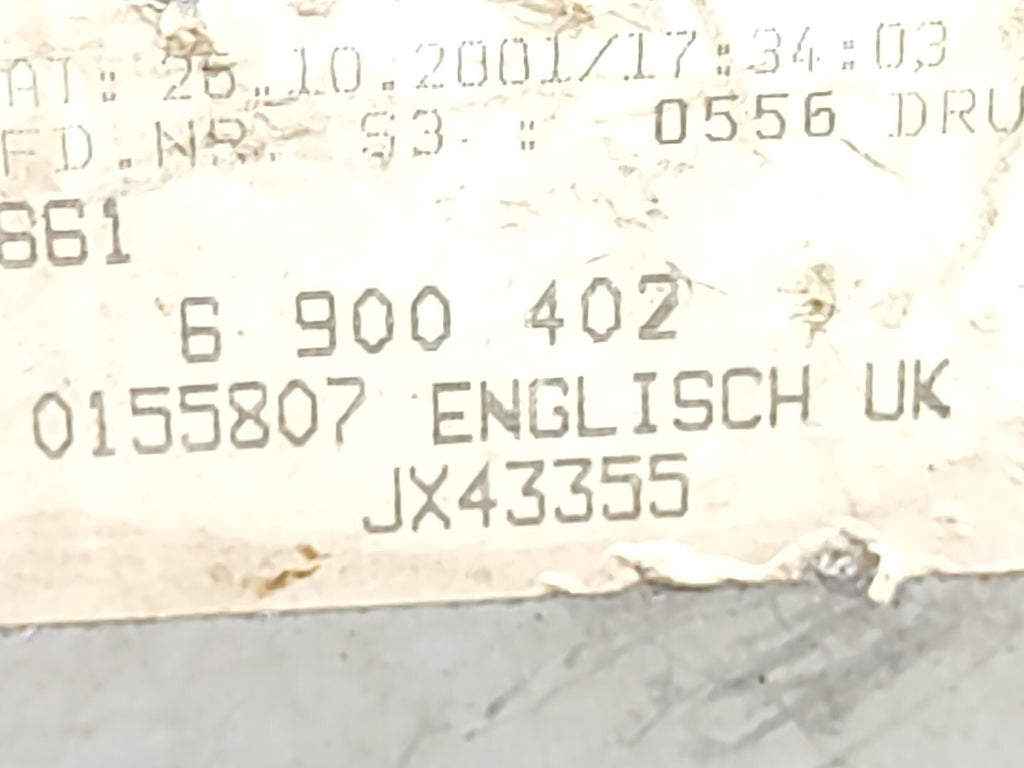 AT: 26.10.2001/17:34:03
FD.NR. S3 : 0556 DRU
661
6 900 402
0155807 ENGLISCH UK
JX43355